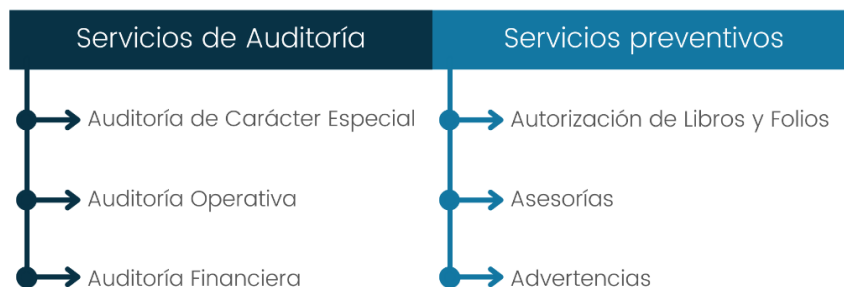 Servicios de Auditoría
Servicios preventivos
Auditoría de Carácter Especial
Autorización de Libros y Folios
Auditoría Operativa
Asesorías
Auditoría Financiera
Advertencias